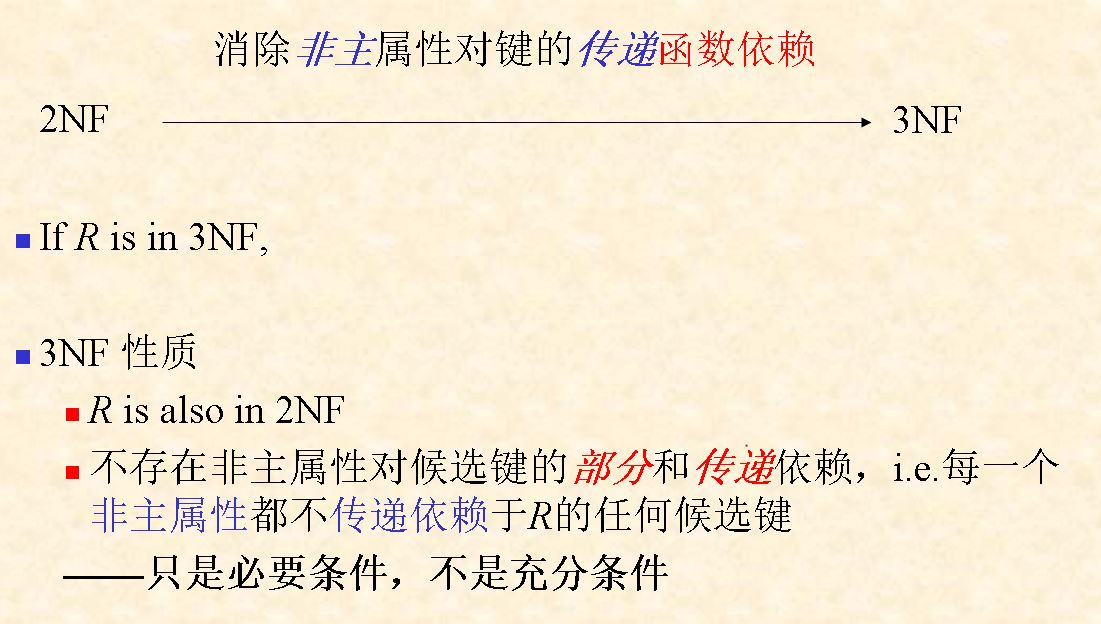 消除非主属性对键的传递函数依赖
2NF
3NF
If R is in 3NF,
3NF 性质
R is also in 2NF
不存在非主属性对候选键的部分和传递依赖，i.e.每一个
非主属性都不传递依赖于R的任何候选键
——只是必要条件，不是充分条件